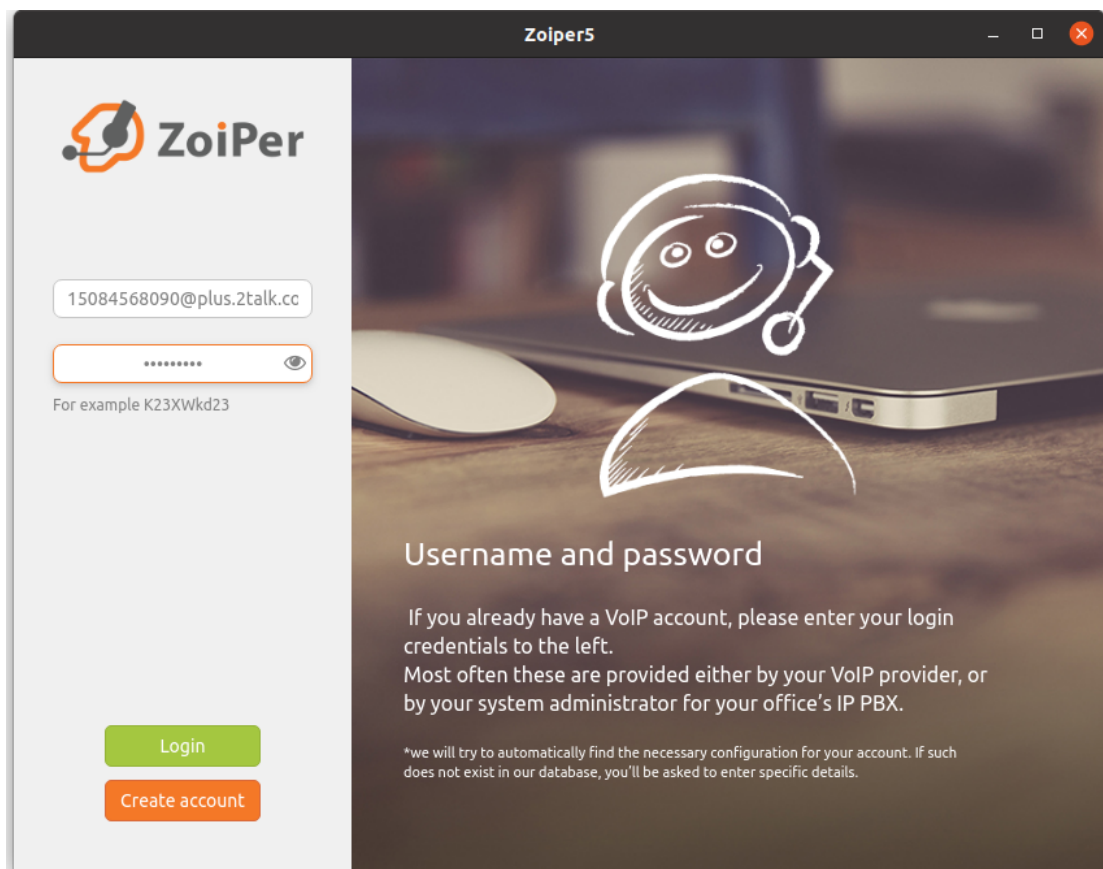 Zoiper5
ZoiPer
15084568090@plus.2talk.co
•••••••••
For example K23XWkd23
Login
Create account
Username and password
If you already have a VoIP account, please enter your login
credentials to the left.
Most often these are provided either by your VoIP provider, or
by your system administrator for your office's IP PBX.
*we will try to automatically find the necessary configuration for your account. If such
does not exist in our database, you'll be asked to enter specific details.